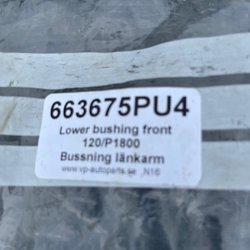 663675PU4
Lower bushing front
120/P1800
Bussning länkarm
www.vp-autoparts.se ,N16